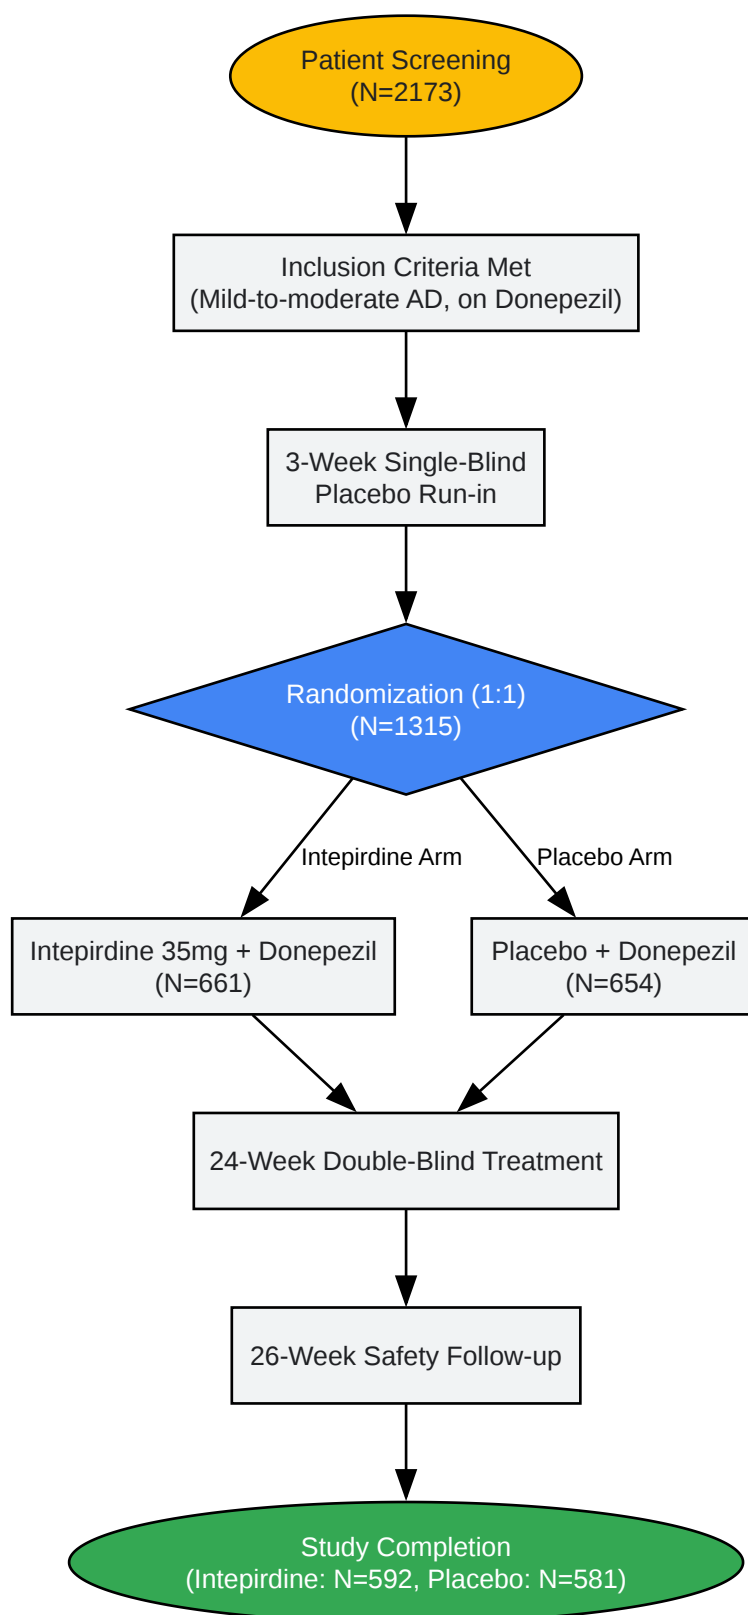 Patient Screening
(N=2173)
Inclusion Criteria Met
(Mild-to-moderate AD, on Donepezil)
3-Week Single-Blind
Placebo Run-in
Randomization (1:1)
(N=1315)
Intepirdine Arm
Placebo Arm
Intepirdine 35mg + Donepezil
(N=661)
Placebo + Donepezil
(N=654)
24-Week Double-Blind Treatment
26-Week Safety Follow-up
Study Completion
(Intepirdine: N=592, Placebo: N=581)